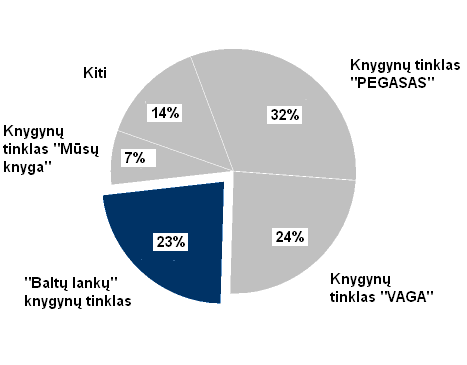 Knygynų tinklas
"PEGASAS"
32%
Knygynų
tinklas "VAGA"
24%
"Baltų lankų"
knygynų tinklas
23%
Knygynų
tinklas "Mūsų
knyga"
7%
Kiti
14%